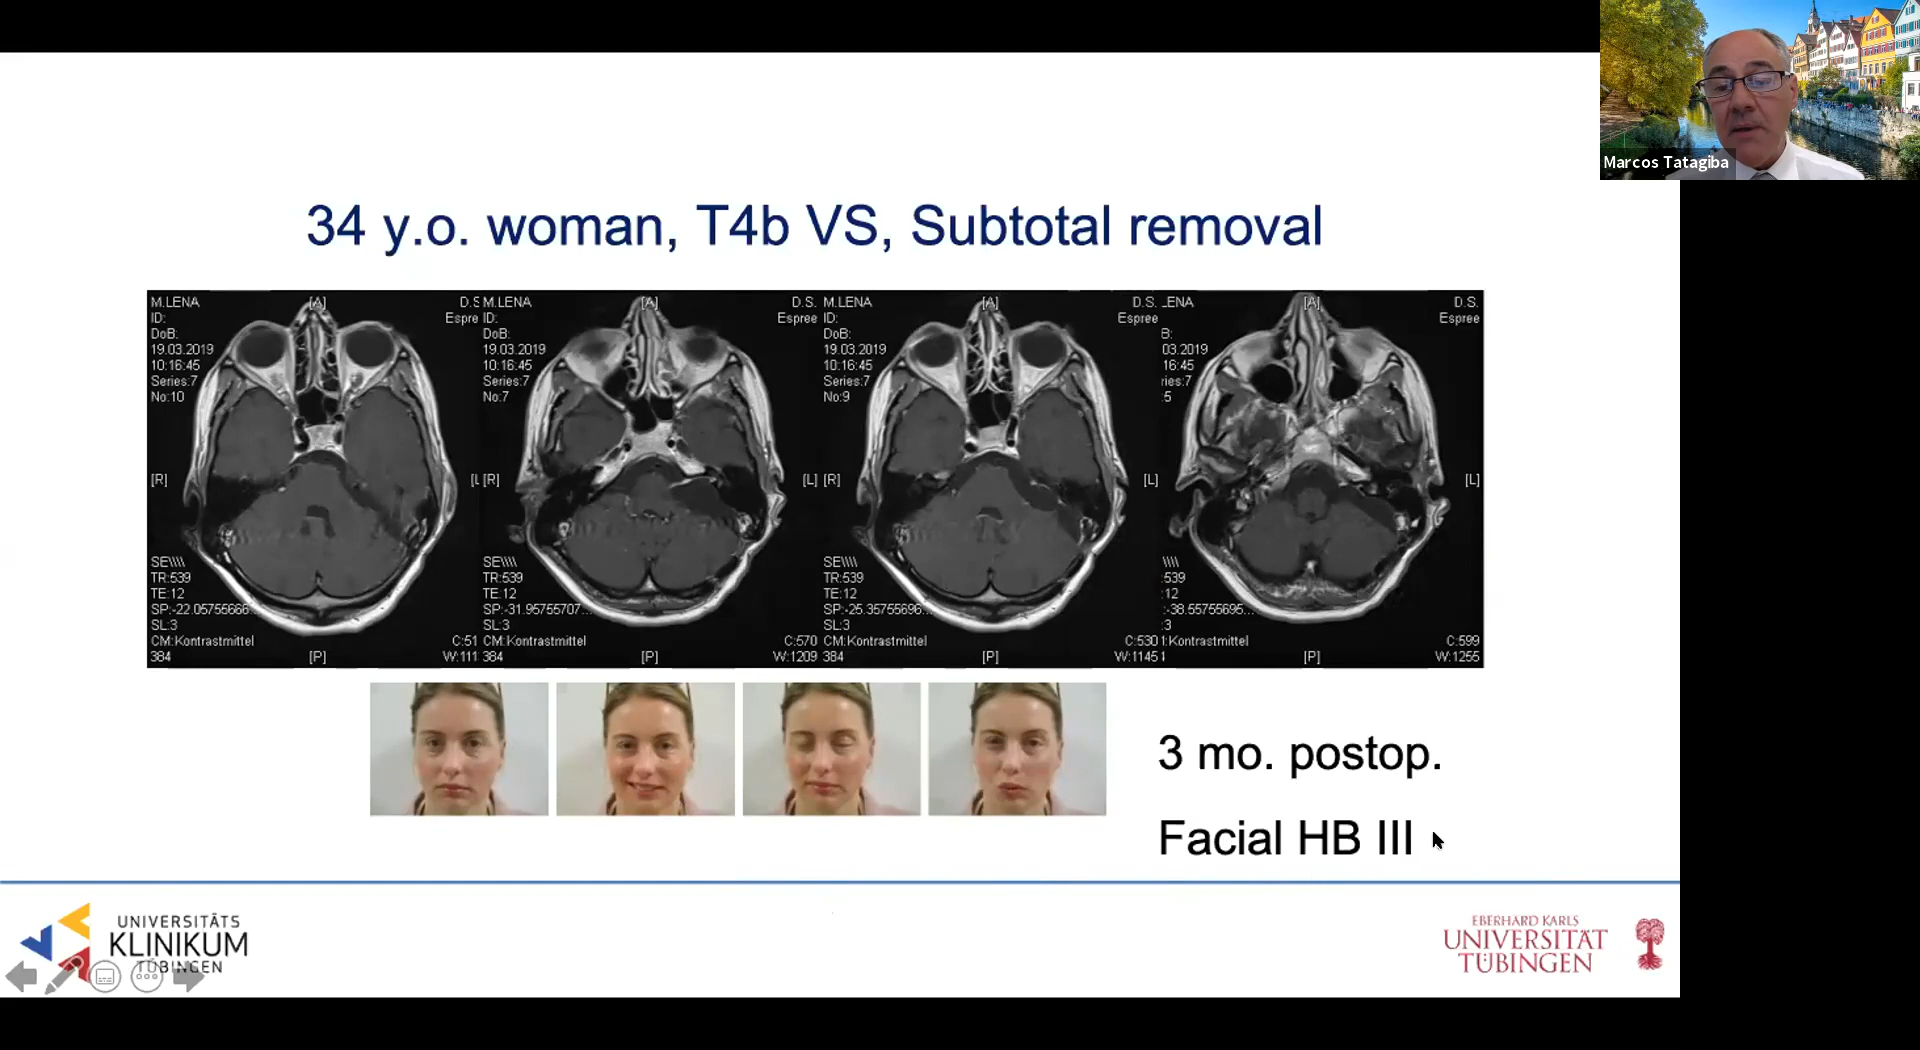 Marcos Tatagiba
34 y.o. woman, T4b VS, Subtotal removal
M.LENA
[A]
D.S
ID:
Espre
DoB:
19.03.2019
10:16:45
Series:7
No:10
[R]
[L
SE\\\\
TR:539
TE:12
SP:-22.05755666...
SL:3
CM:Kontrastmittel
C:51
384
[P]
W:111
M.LENA
[A]
D.S.
ID:
Espree
DoB:
19.03.2019
10:16:45
Series:7
No:7
[R]
[L]
SE\\\\
TR:539
TE:12
SP:-31.95755707...
SL:3
CM:Kontrastmittel
C:570
384
[P]
W:1209
M.LENA
[A]
D.S.
ID:
Espree
DoB:
19.03.2019
10:16:45
Series:7
No:9
[R]
[L]
SE\\\\
TR:539
TE:12
SP:-25.35755696...
SL:3
CM:Kontrastmittel
C:530
384
[P]
W:1145
ENA
[A]
D.S.
Espree
B:
03.2019
16:45
ries:7
:5
[L]
\\\\
:539
:12
:-38.55755695...
:3
:Kontrastmittel
C:599
[P]
W:1255
3 mo. postop.
Facial HB III
UNIVERSITÄTS
KLINIKUM
TÜBINGEN
EBERHARD KARLS
UNIVERSITÄT
TÜBINGEN